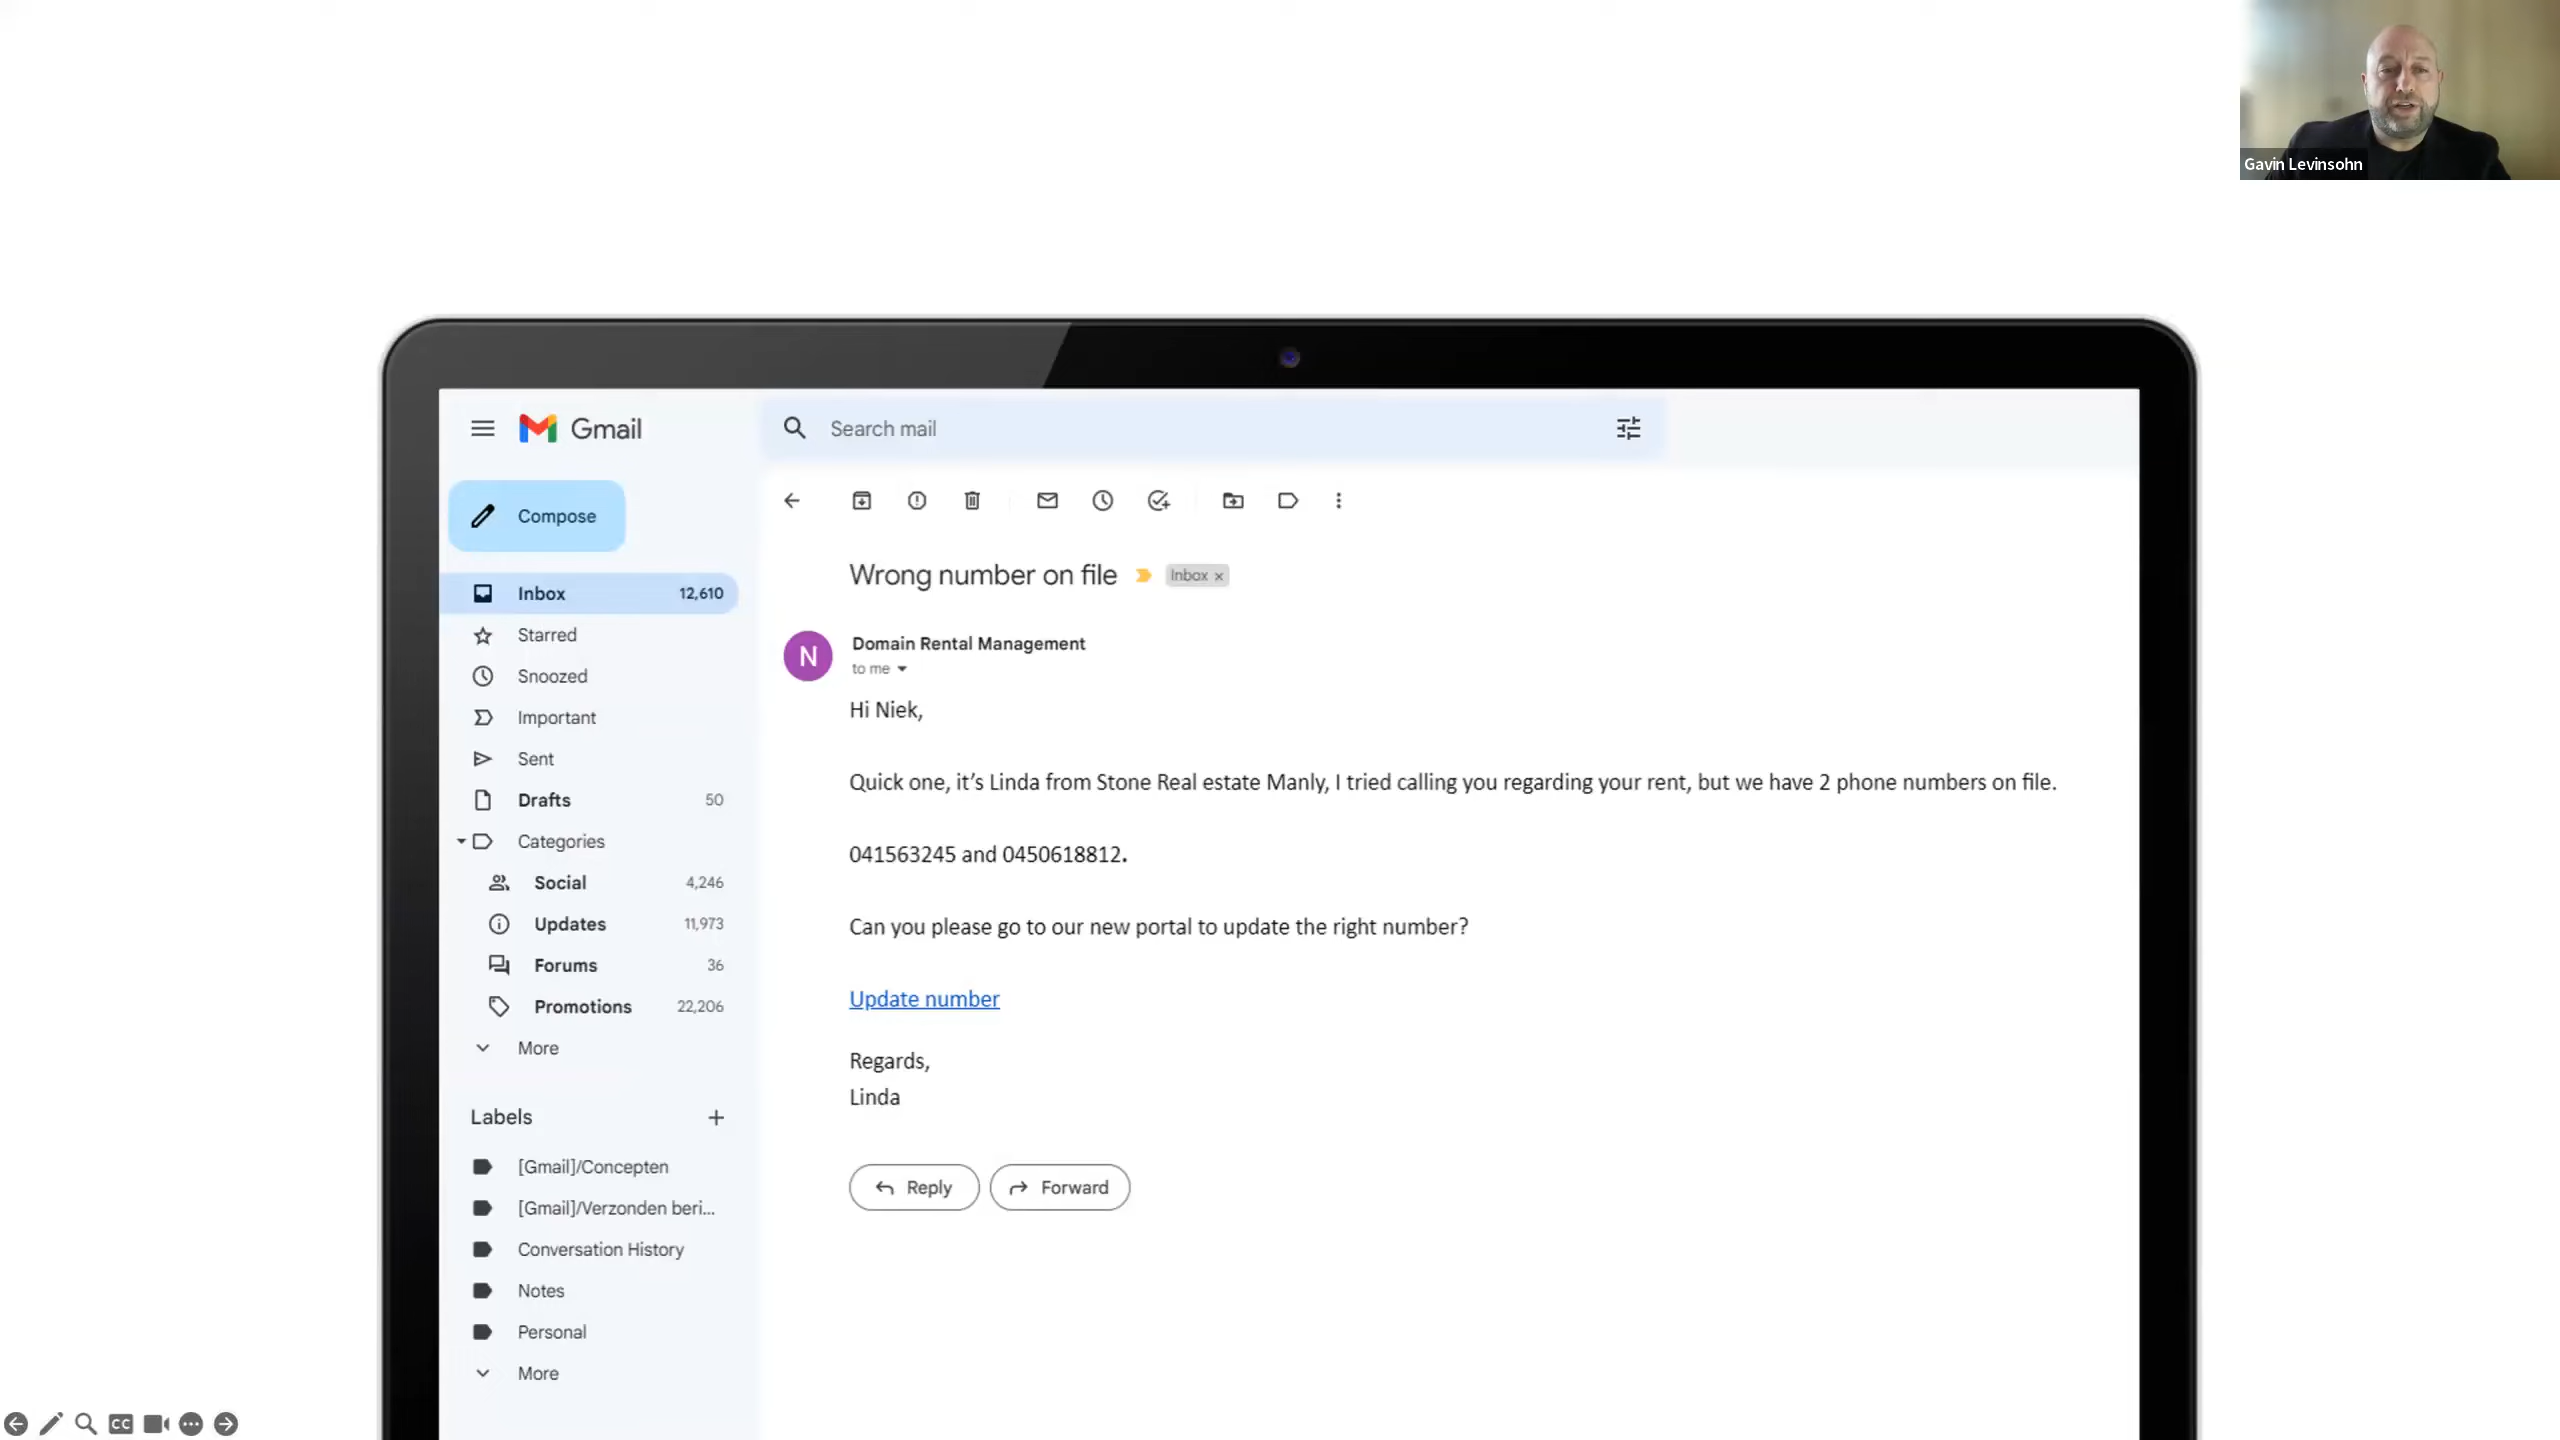 Gavin Levinsohn
Gmail
Search mail
Compose
Inbox 12,610
Starred
Snoozed
Important
Sent
Drafts 50
Categories
Social 4,246
Updates 11,973
Forums 36
Promotions 22,206
More
Labels
[Gmail]/Concepten
[Gmail]/Verzonden beri...
Conversation History
Notes
Personal
More
Wrong number on file Inbox x
N
Domain Rental Management
to me
Hi Niek,
Quick one, it’s Linda from Stone Real estate Manly, I tried calling you regarding your rent, but we have 2 phone numbers on file.
041563245 and 0450618812.
Can you please go to our new portal to update the right number?
Update number
Regards,
Linda
Reply Forward
CC